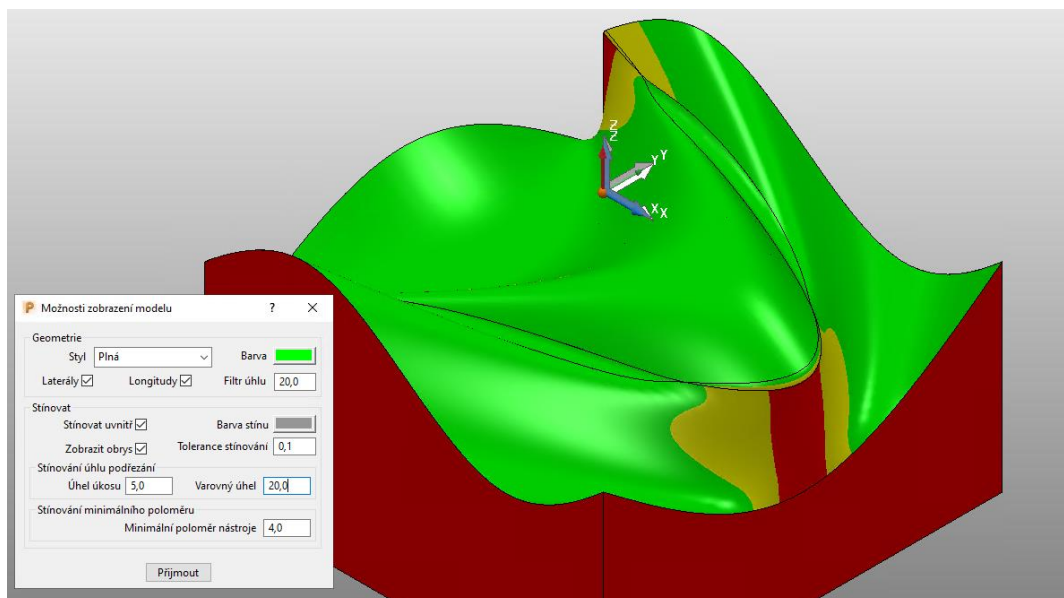 Z
Z
Y Y
X X
P Možnosti zobrazení modelu ? X
Geometrie
Styl Plná Barva
Laterály Longitudy Filtr úhlu 20,0
Stínovat
Stínovat uvnitř Barva stínu
Zobrazit obrys Tolerance stínování 0,1
Stínování úhlu podřezání
Úhel úkosu 5,0 Varovný úhel 20,0
Stínování minimálního poloměru
Minimální poloměr nástroje 4,0
Přijmout